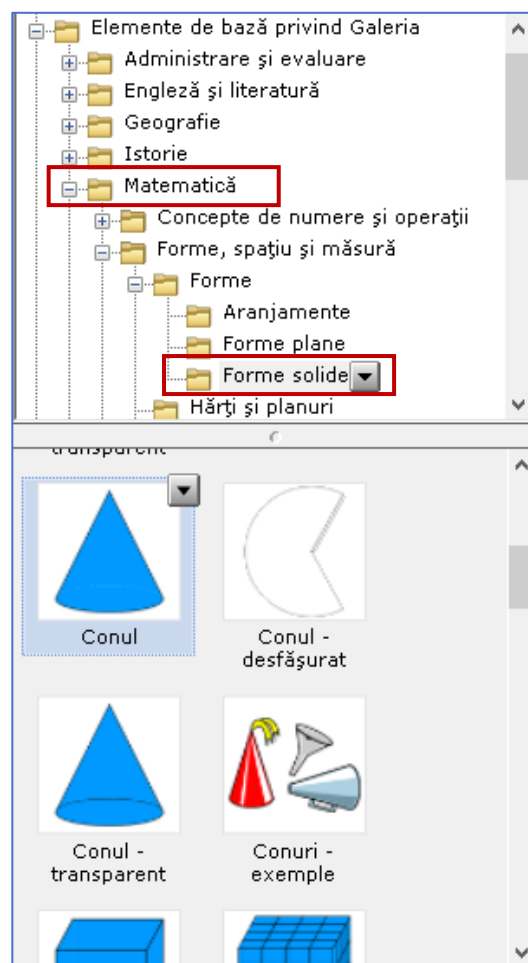 Elemente de bază privind Galeria
Administrare şi evaluare
Engleză şi literatură
Geografie
Istorie
Matematică
Concepte de numere şi operaţii
Forme, spaţiu şi măsură
Forme
Aranjamente
Forme plane
Forme solide
Hărţi şi planuri
transparent
Conul
Conul -
desfăşurat
Conul -
transparent
Conuri -
exemple